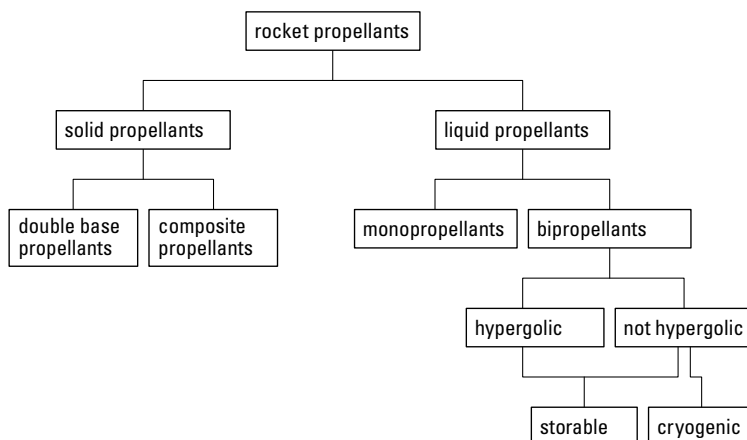 rocket propellants
solid propellants
liquid propellants
double base
propellants
composite
propellants
monopropellants
bipropellants
hypergolic
not hypergolic
storable
cryogenic